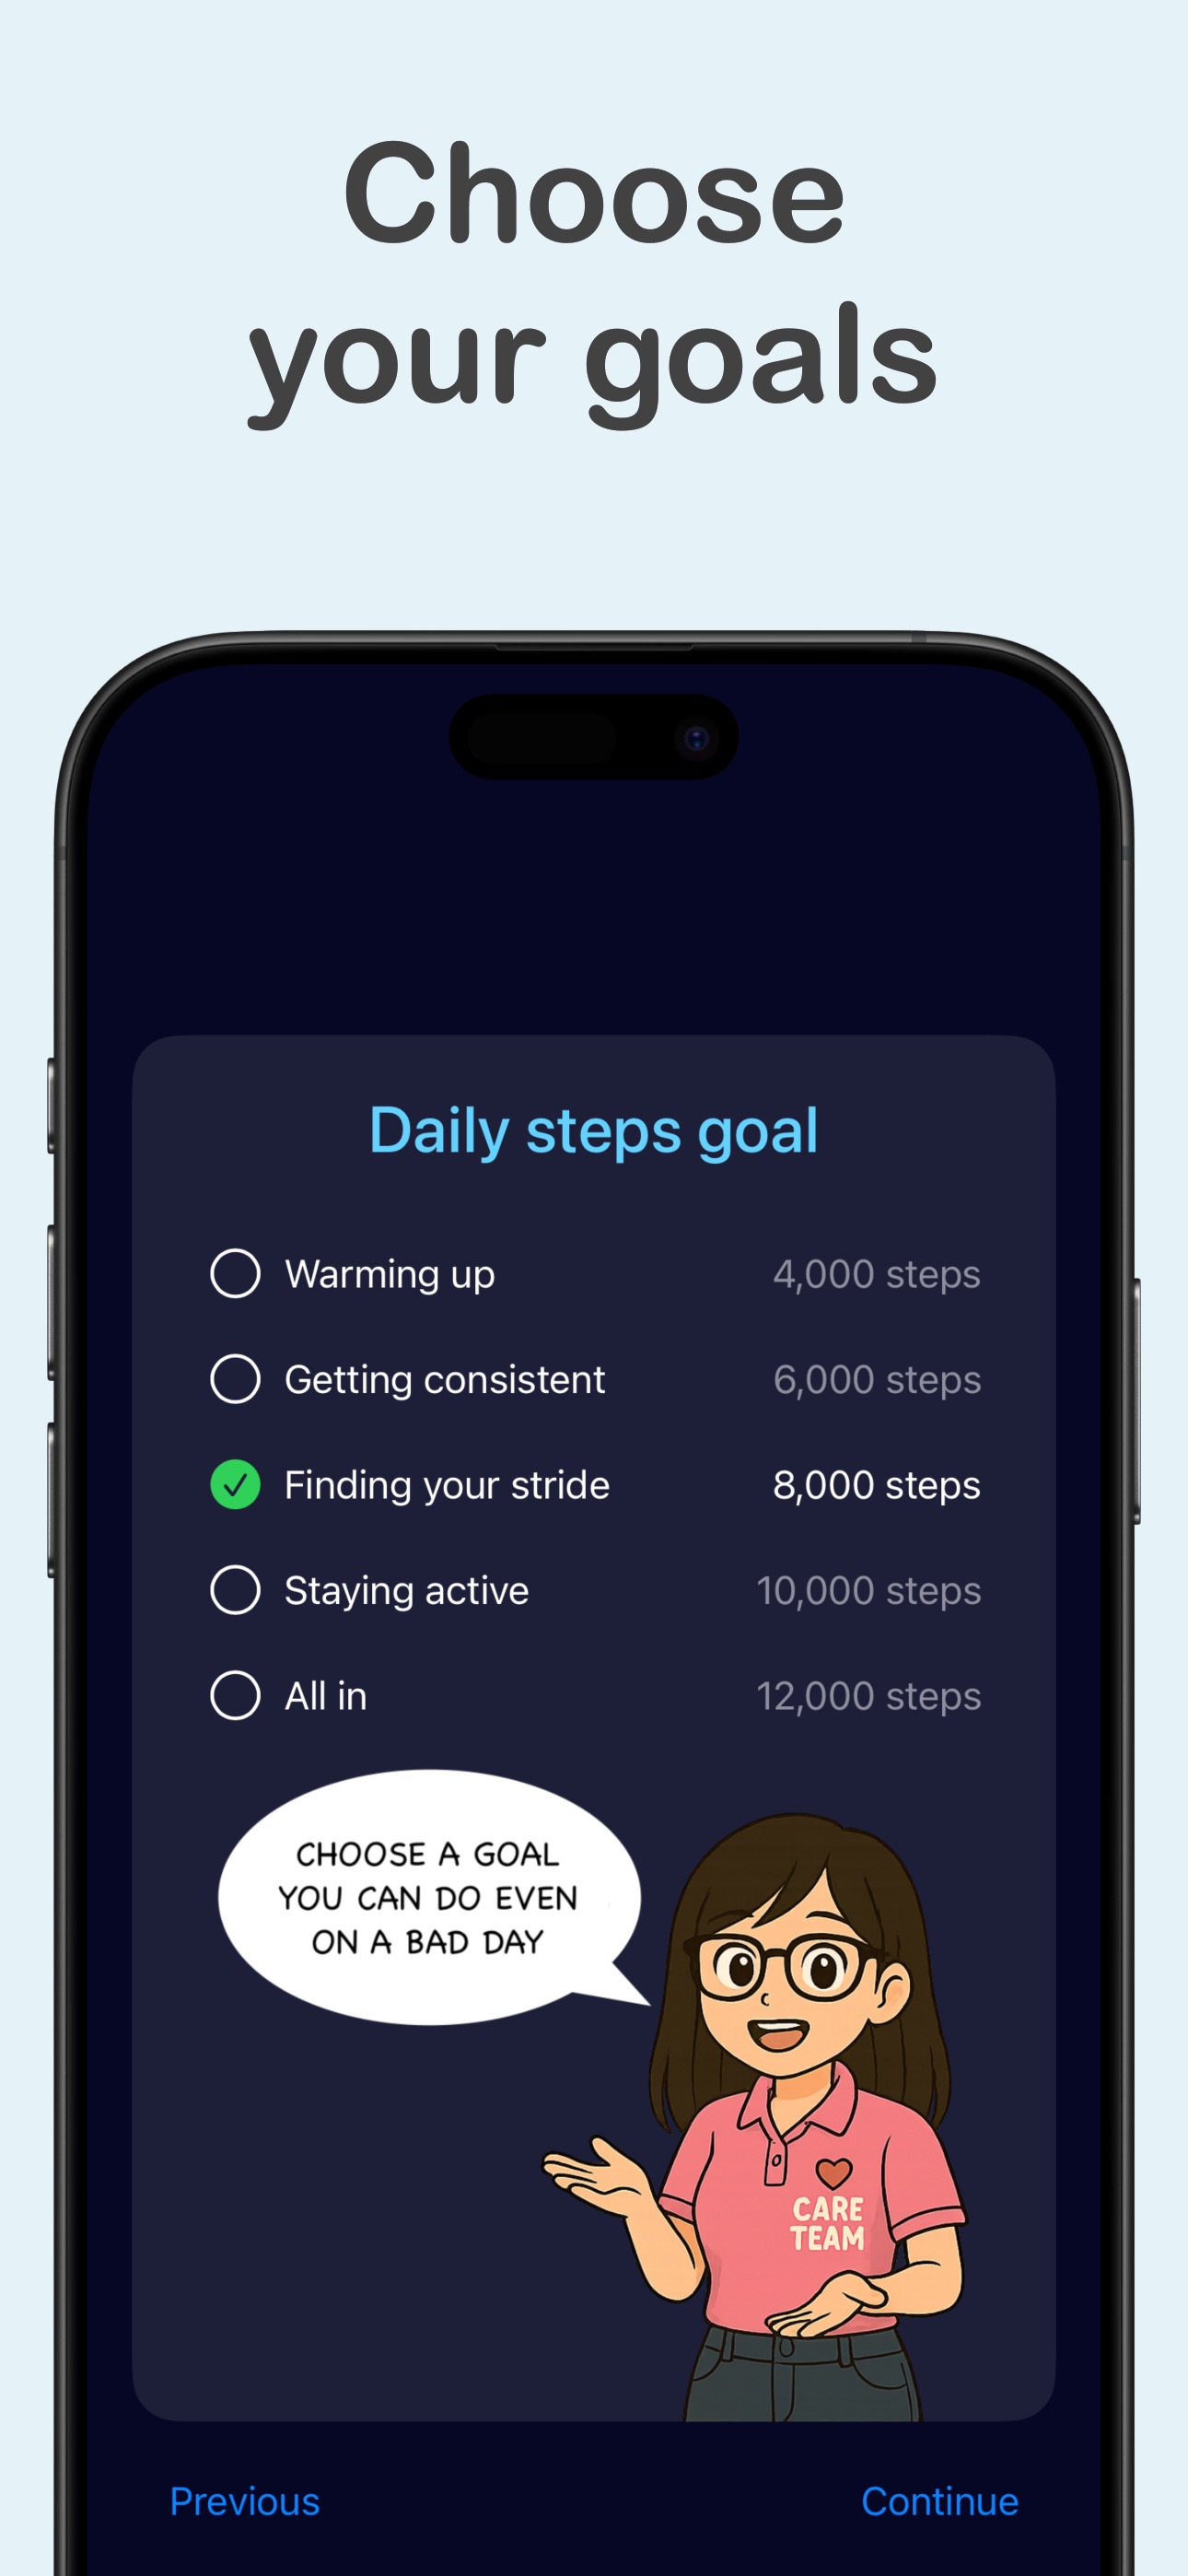 Choose
your goals
Daily steps goal
Warming up 4,000 steps
Getting consistent 6,000 steps
Finding your stride 8,000 steps
Staying active 10,000 steps
All in 12,000 steps
CHOOSE A GOAL
YOU CAN DO EVEN
ON A BAD DAY
CARE
TEAM
Previous Continue